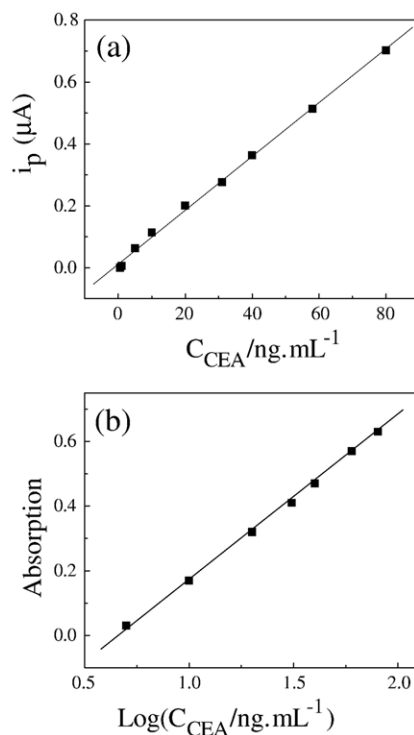 (a)
0.8
0.6
0.4
0.2
0.0
i_p (μA)
0 20 40 60 80
C_CEA/ng.mL^-1
(b)
0.6
0.4
0.2
0.0
Absorption
0.5 1.0 1.5 2.0
Log(C_CEA/ng.mL^-1)